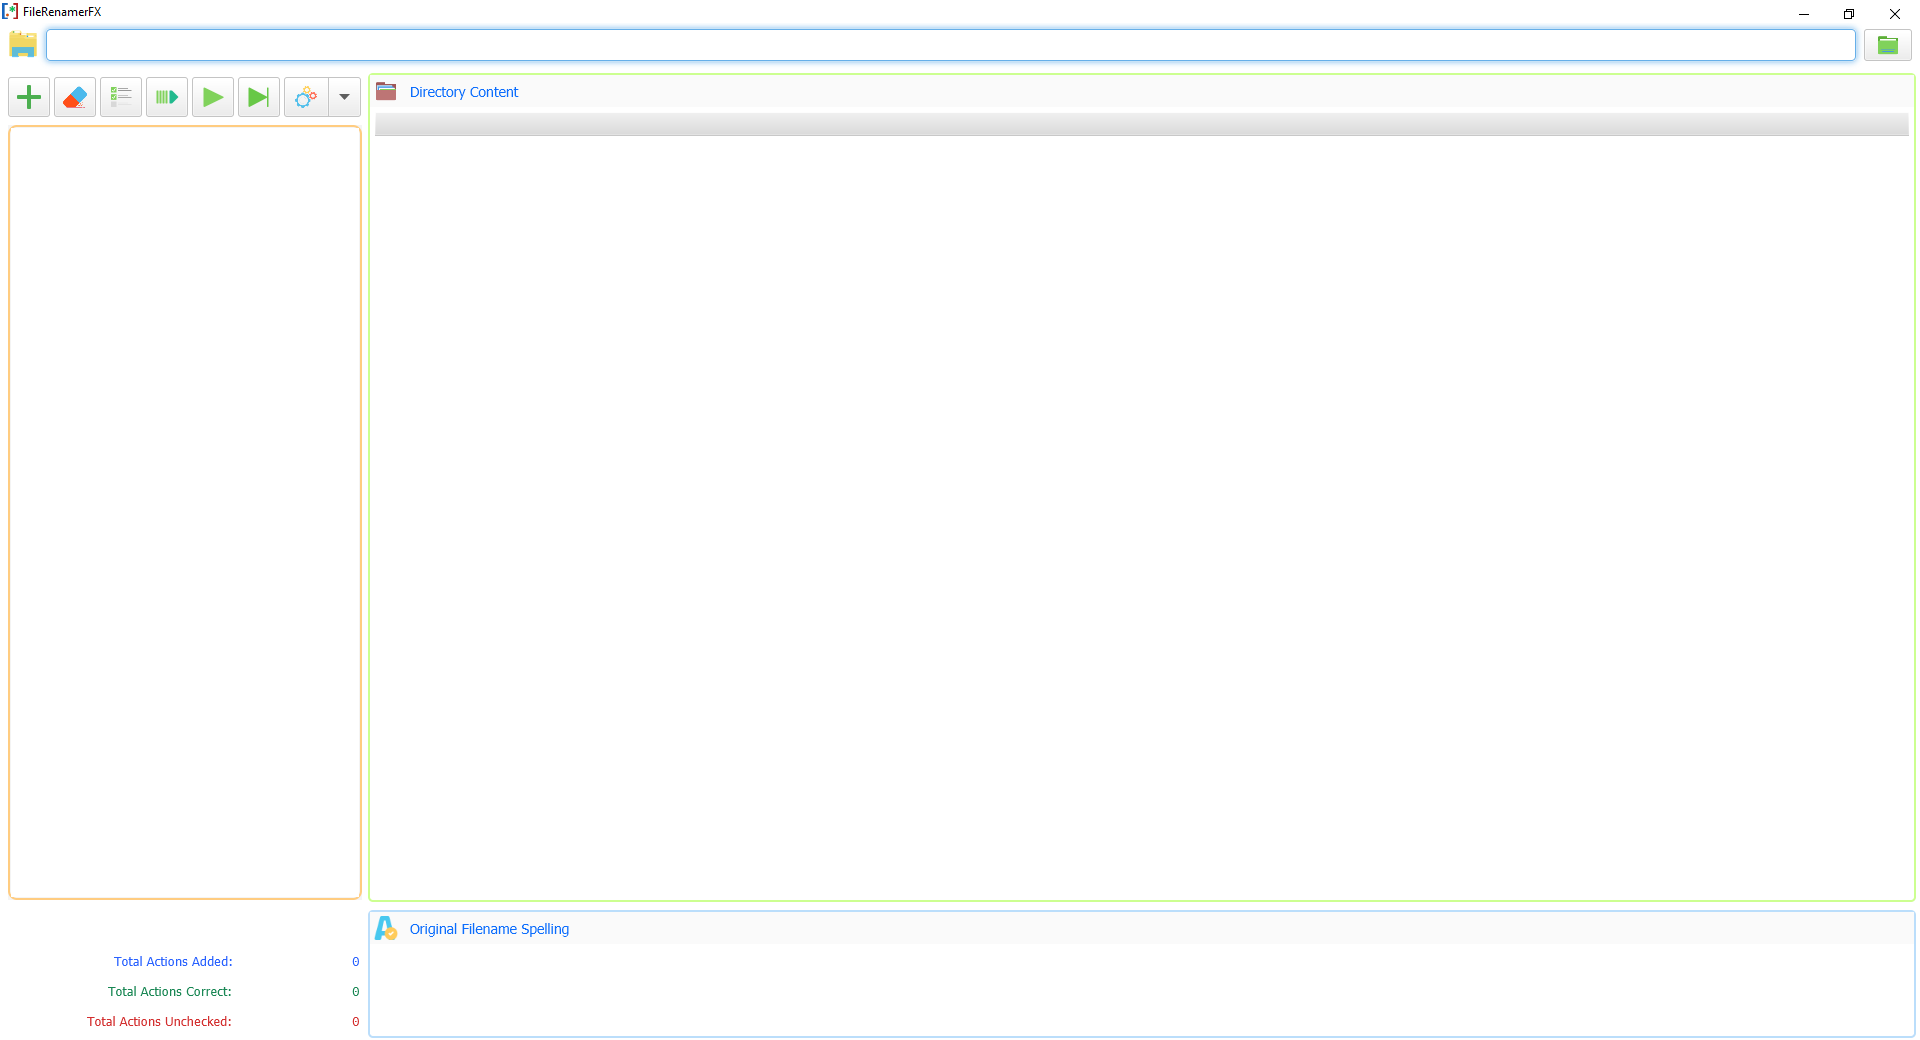 FileRenamerFX
Directory Content
Original Filename Spelling
Total Actions Added: 0
Total Actions Correct: 0
Total Actions Unchecked: 0